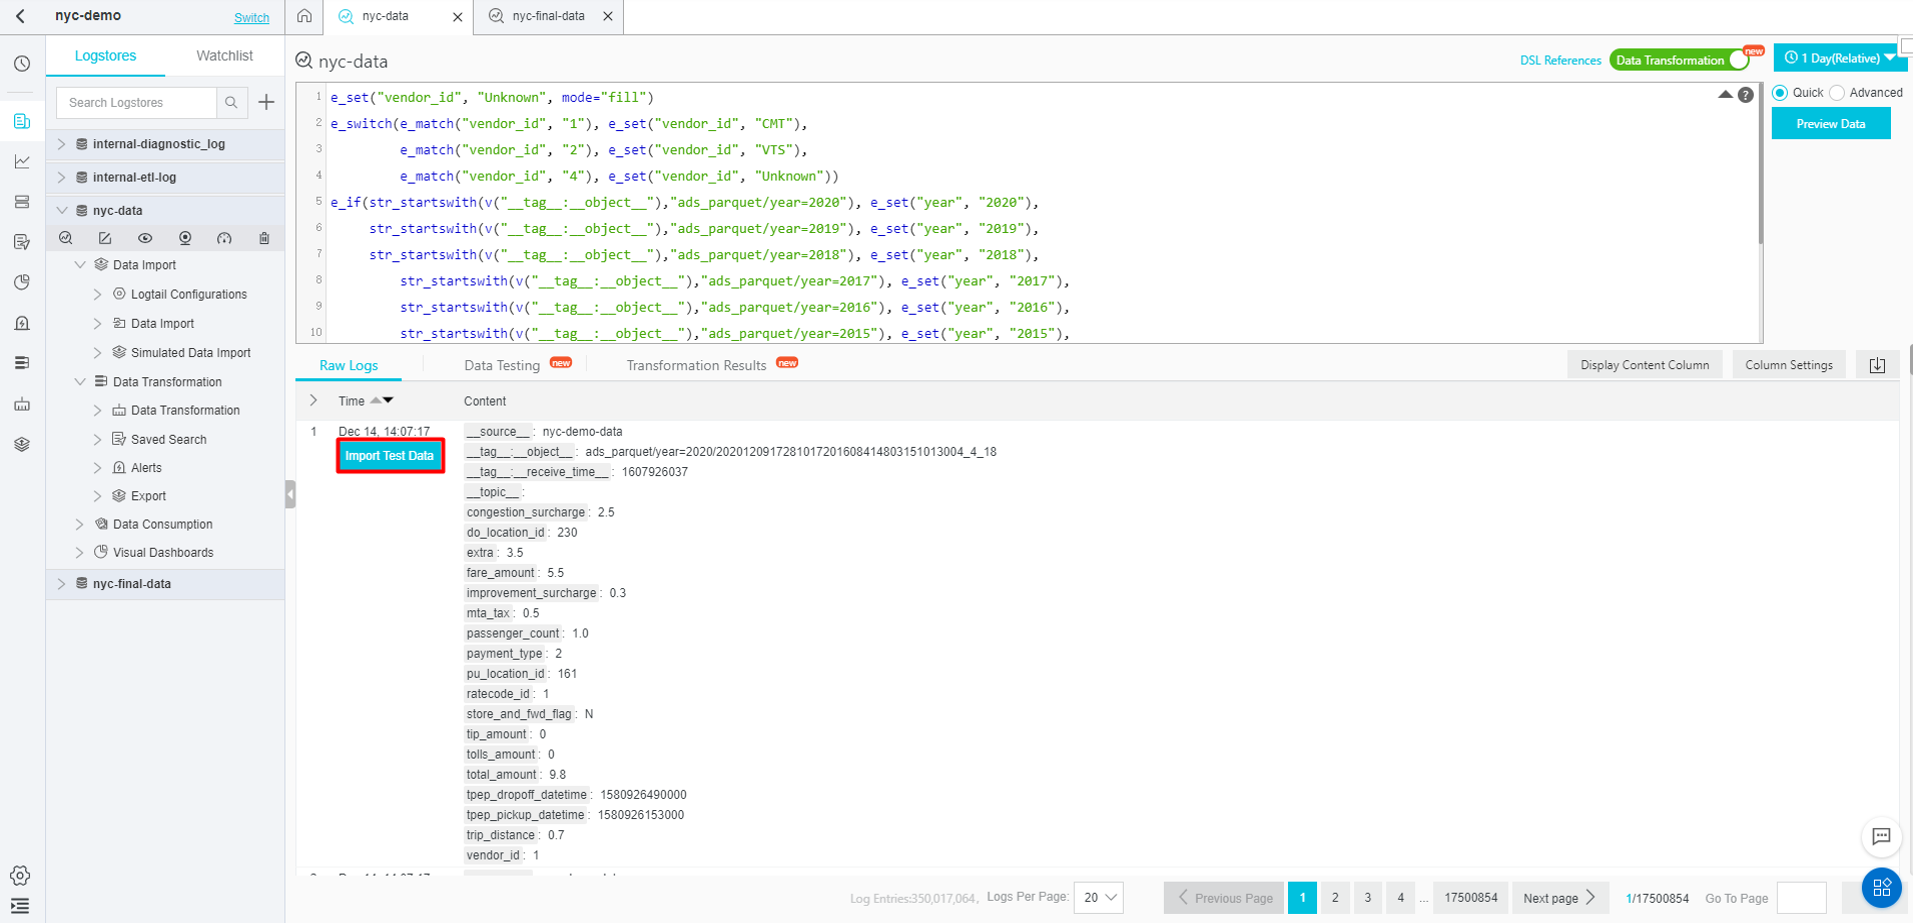 nyc-demo
Switch
nyc-data
nyc-final-data
Logstores
Watchlist
Search Logstores
internal-diagnostic_log
internal-etl-log
nyc-data
Data Import
Logtail Configurations
Data Import
Simulated Data Import
Data Transformation
Data Transformation
Saved Search
Alerts
Export
Data Consumption
Visual Dashboards
nyc-final-data
nyc-data
DSL References
Data Transformation
new
1 Day(Relative)
Quick
Advanced
Preview Data
1 e_set("vendor_id", "Unknown", mode="fill")
2 e_switch(e_match("vendor_id", "1"), e_set("vendor_id", "CMT"),
3 e_match("vendor_id", "2"), e_set("vendor_id", "VTS"),
4 e_match("vendor_id", "4"), e_set("vendor_id", "Unknown"))
5 e_if(str_startswith(v("__tag__:__object__"),"ads_parquet/year=2020"), e_set("year", "2020"),
6 str_startswith(v("__tag__:__object__"),"ads_parquet/year=2019"), e_set("year", "2019"),
7 str_startswith(v("__tag__:__object__"),"ads_parquet/year=2018"), e_set("year", "2018"),
8 str_startswith(v("__tag__:__object__"),"ads_parquet/year=2017"), e_set("year", "2017"),
9 str_startswith(v("__tag__:__object__"),"ads_parquet/year=2016"), e_set("year", "2016"),
10 str_startswith(v("__tag__:__object__"),"ads_parquet/year=2015"), e_set("year", "2015"),
Raw Logs
Data Testing new
Transformation Results new
Display Content Column
Column Settings
Time
Content
1
Dec 14, 14:07:17
Import Test Data
__source__ : nyc-demo-data
__tag__:__object__ : ads_parquet/year=2020/2020120917281017201608414803151013004_4_18
__tag__:__receive_time__ : 1607926037
__topic__ :
congestion_surcharge : 2.5
do_location_id : 230
extra : 3.5
fare_amount : 5.5
improvement_surcharge : 0.3
mta_tax : 0.5
passenger_count : 1.0
payment_type : 2
pu_location_id : 161
ratecode_id : 1
store_and_fwd_flag : N
tip_amount : 0
tolls_amount : 0
total_amount : 9.8
tpep_dropoff_datetime : 1580926490000
tpep_pickup_datetime : 1580926153000
trip_distance : 0.7
vendor_id : 1
Log Entries:350,017,064,
Logs Per Page:
20
Previous Page
1
2
3
4
...
17500854
Next page
1/17500854
Go To Page